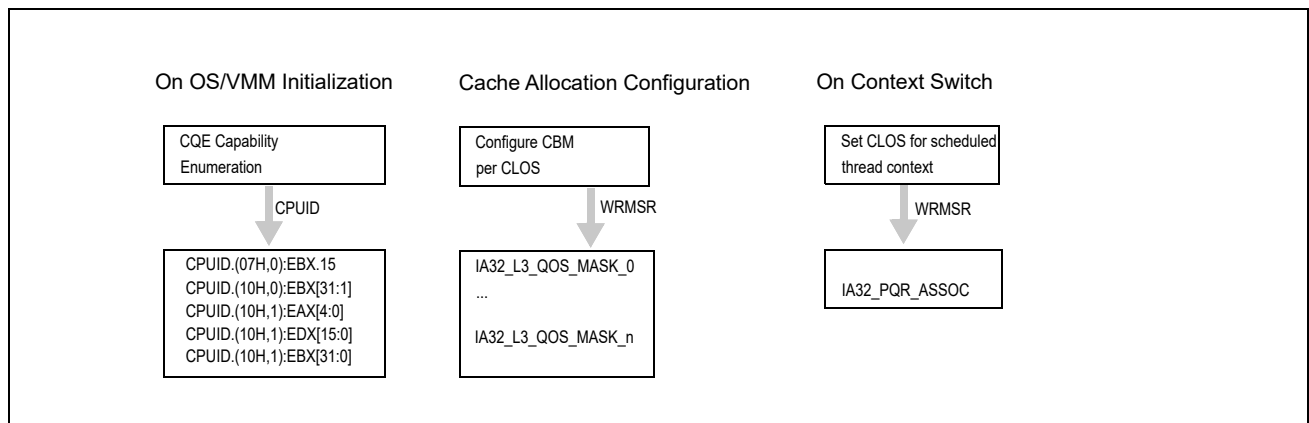 On OS/VMM Initialization
Cache Allocation Configuration
On Context Switch
CQE Capability
Enumeration
CPUID
CPUID.(07H,0):EBX.15
CPUID.(10H,0):EBX[31:1]
CPUID.(10H,1):EAX[4:0]
CPUID.(10H,1):EDX[15:0]
CPUID.(10H,1):EBX[31:0]
Configure CBM
per CLOS
WRMSR
IA32_L3_QOS_MASK_0
...
IA32_L3_QOS_MASK_n
Set CLOS for scheduled
thread context
WRMSR
IA32_PQR_ASSOC